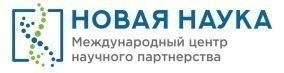 НОВАЯ НАУКА
Международный центр
научного партнерства